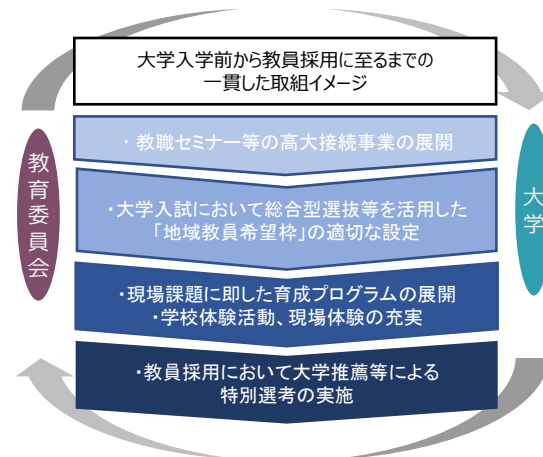 大学入学前から教員採用に至るまでの
一貫した取組イメージ
・教職セミナー等の高大接続事業の展開
教育委員会
大学
・大学入試において総合型選抜等を活用した
「地域教員希望枠」の適切な設定
・現場課題に即した育成プログラムの展開
・学校体験活動、現場体験の充実
・教員採用において大学推薦等による
特別選考の実施